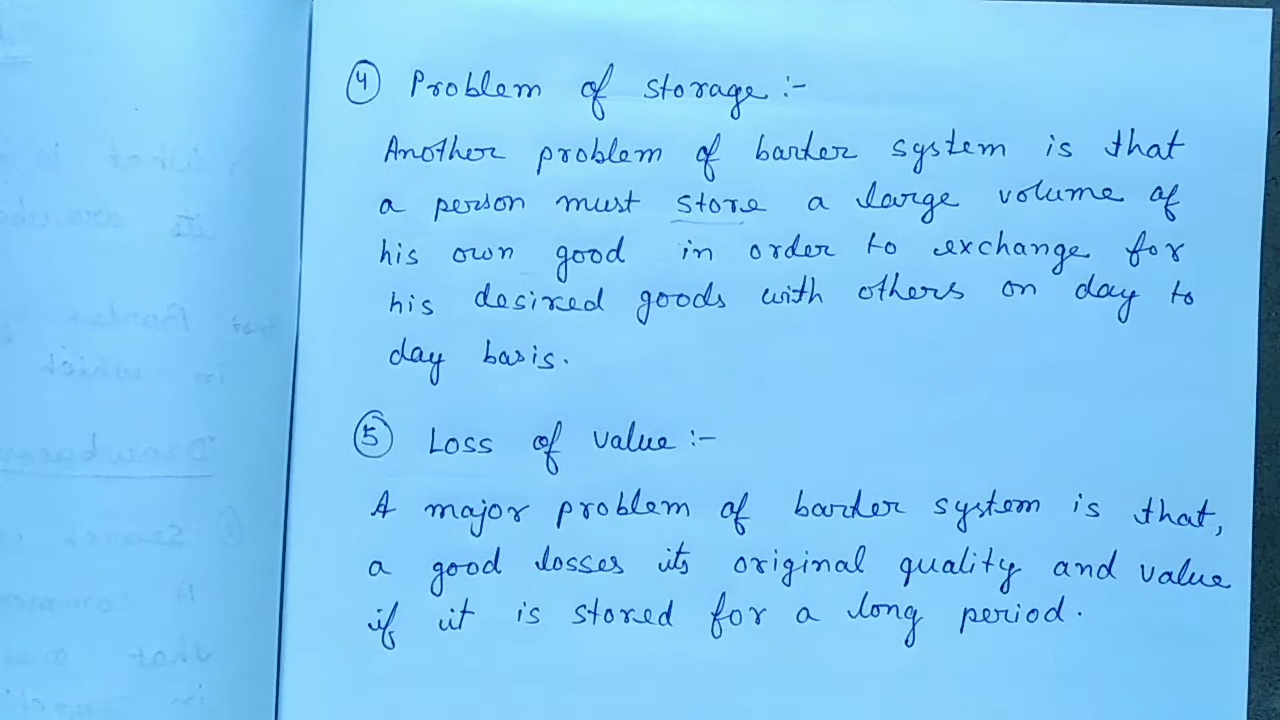 ④ Problem of storage :-
Another problem of barter system is that
a person must store a large volume of
his own good in order to exchange for
his desired goods with others on day to
day basis.
⑤ Loss of value :-
A major problem of barter system is that,
a good losses its original quality and value
if it is stored for a long period.